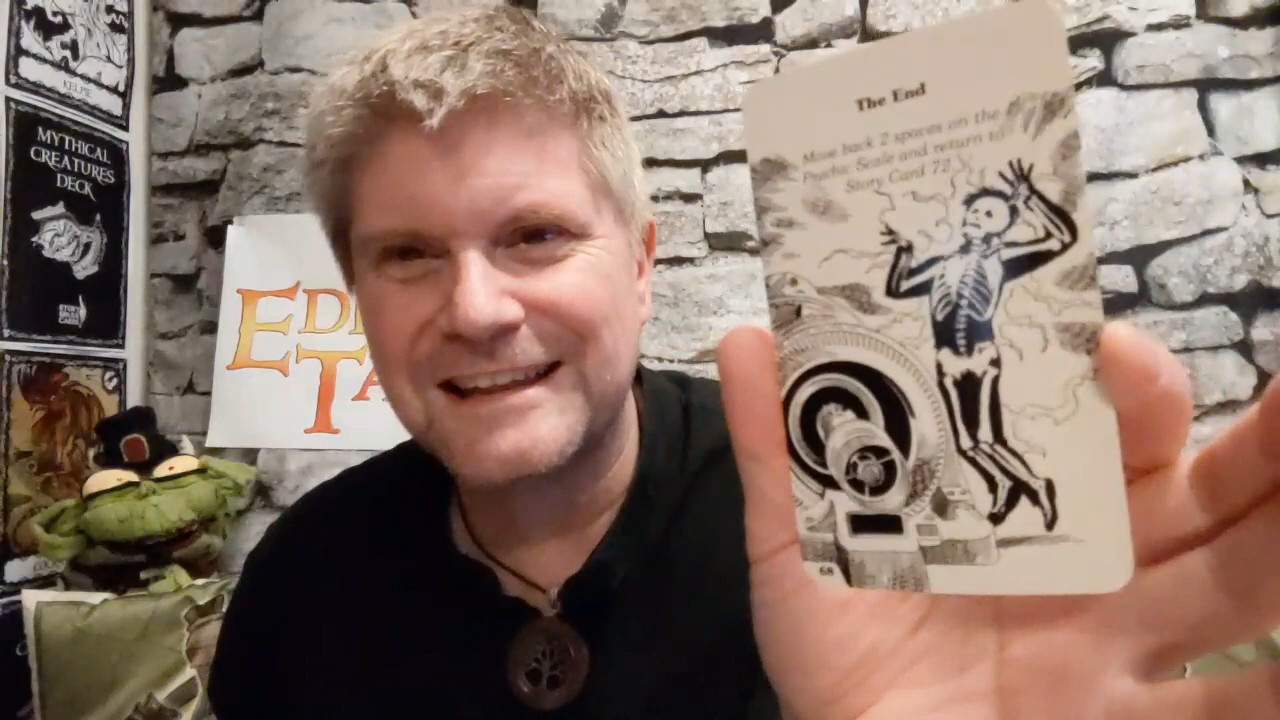 KELPIE
MYTHICAL
CREATURES
DECK
The End
Move back 2 spaces on the
Psychic Scale and return to
Story Card 72
68